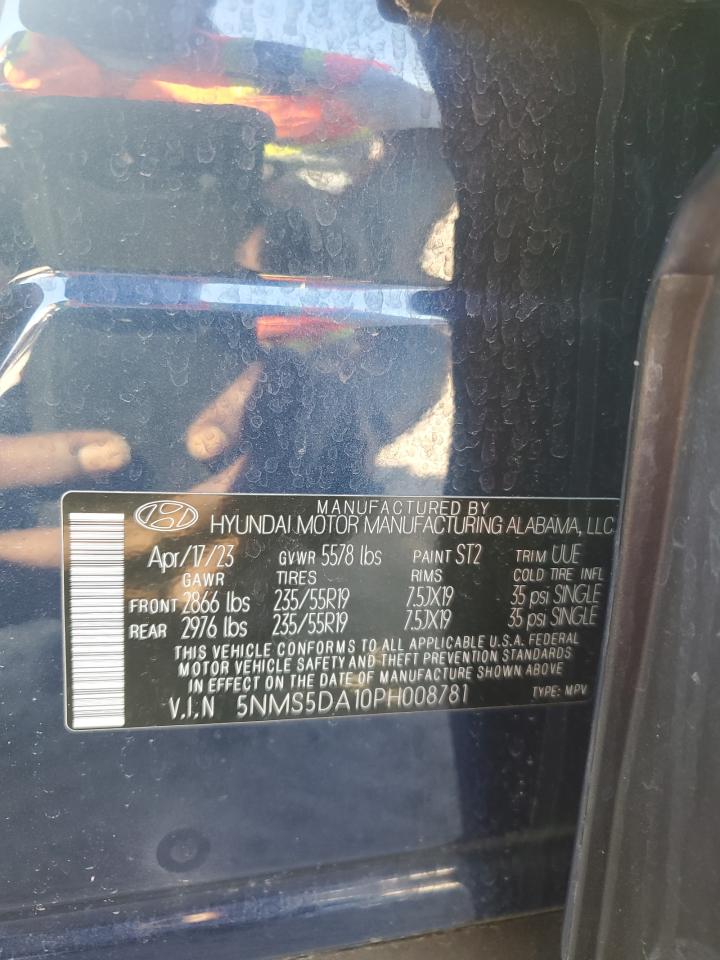 MANUFACTURED BY
HYUNDAI MOTOR MANUFACTURING ALABAMA, LLC
Apr/17/23 GVWR 5578 lbs PAINT ST2 TRIM UUE
GAWR TIRES RIMS COLD TIRE INFL
FRONT 2866 lbs 235/55R19 7.5JX19 35 psi SINGLE
REAR 2976 lbs 235/55R19 7.5JX19 35 psi SINGLE
THIS VEHICLE CONFORMS TO ALL APPLICABLE U.S.A. FEDERAL
MOTOR VEHICLE SAFETY AND THEFT PREVENTION STANDARDS
IN EFFECT ON THE DATE OF MANUFACTURE SHOWN ABOVE
V.I.N 5NMS5DA10PH008781 TYPE: MPV